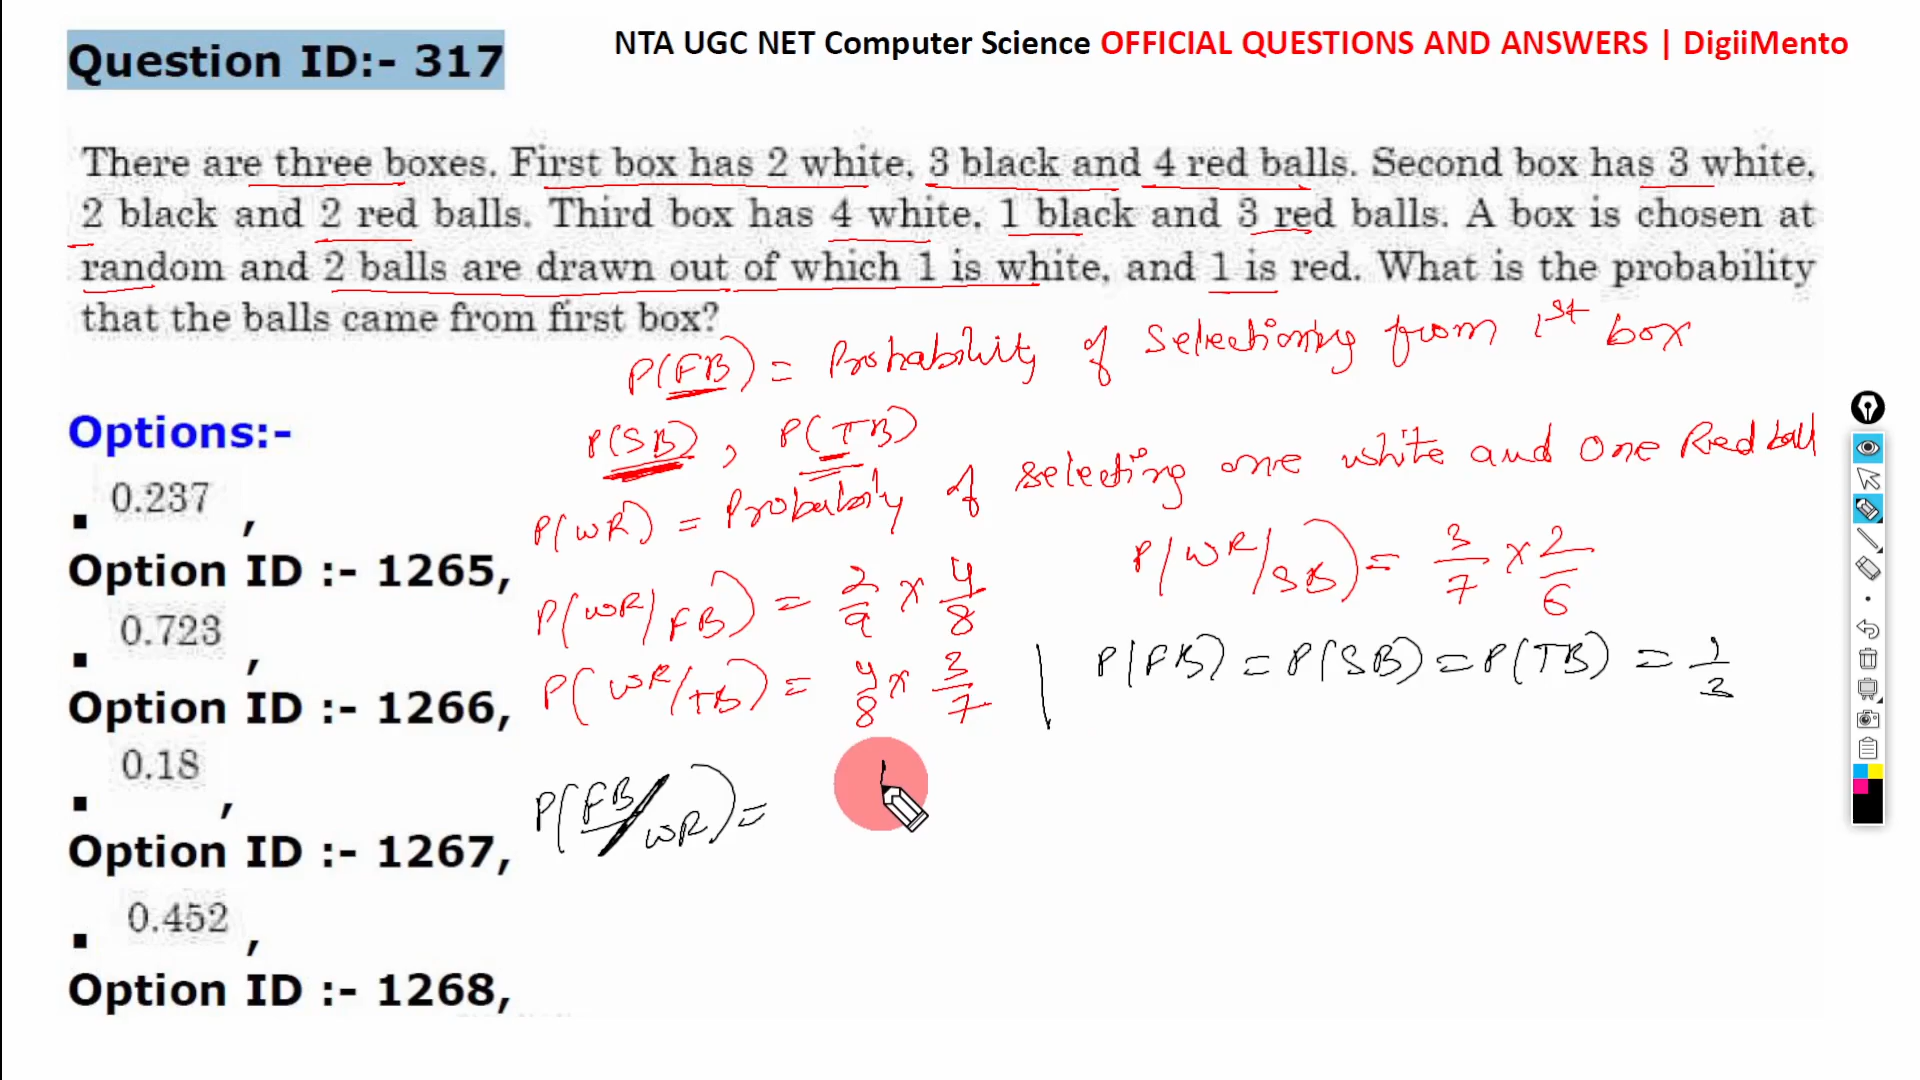 Question ID:- 317
NTA UGC NET Computer Science OFFICIAL QUESTIONS AND ANSWERS | DigiiMento
There are three boxes. First box has 2 white, 3 black and 4 red balls. Second box has 3 white,
2 black and 2 red balls. Third box has 4 white, 1 black and 3 red balls. A box is chosen at
random and 2 balls are drawn out of which 1 is white, and 1 is red. What is the probability
that the balls came from first box?
P(FB) = Probability of Selectioning from 1st box
P(SB), P(TB)
P(WR) = Probability of selecting one white and One Red ball
P(WR/FB) = 2/9 x 4/8
P(WR/SB) = 3/7 x 2/6
P(WR/TB) = 4/8 x 3/7
P(FB) = P(SB) = P(TB) = 1/3
P(FB/WR) =
Options:-
0.237,
Option ID :- 1265,
0.723,
Option ID :- 1266,
0.18,
Option ID :- 1267,
0.452,
Option ID :- 1268,